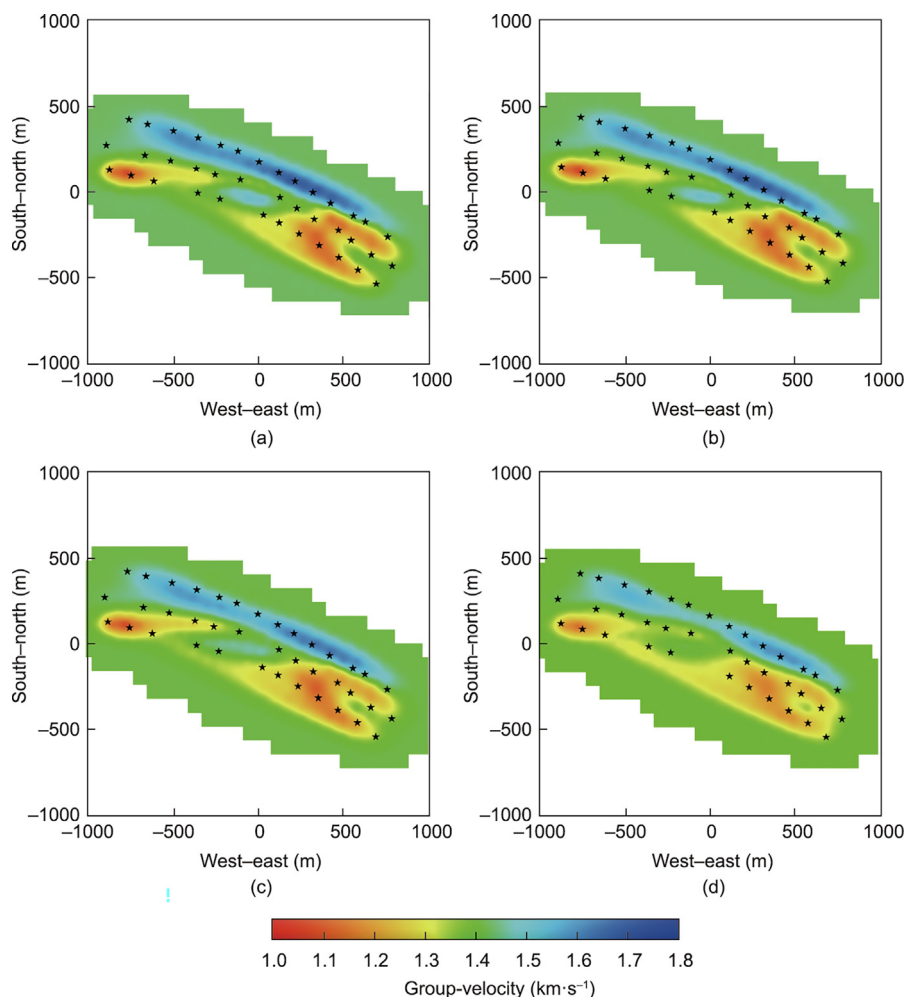 1000
500
0
–500
–1000
South–north (m)
–1000 –500 0 500 1000
West–east (m)
(a)
1000
500
0
–500
–1000
South–north (m)
–1000 –500 0 500 1000
West–east (m)
(b)
1000
500
0
–500
–1000
South–north (m)
–1000 –500 0 500 1000
West–east (m)
(c)
1000
500
0
–500
–1000
South–north (m)
–1000 –500 0 500 1000
West–east (m)
(d)
1.0 1.1 1.2 1.3 1.4 1.5 1.6 1.7 1.8
Group-velocity (km·s⁻¹)